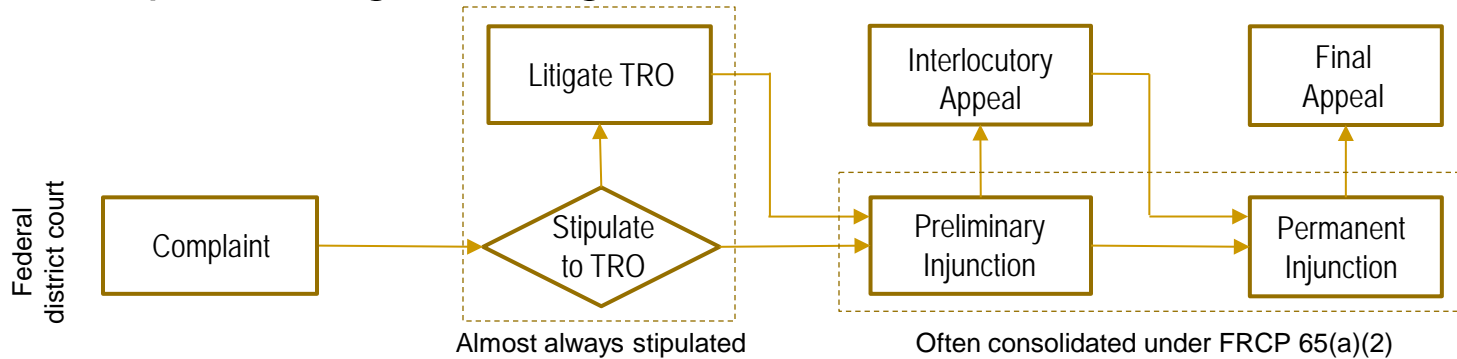 Litigate TRO
Interlocutory
Appeal
Final
Appeal
Federal
district court
Complaint
Stipulate
to TRO
Preliminary
Injunction
Permanent
Injunction
Almost always stipulated
Often consolidated under FRCP 65(a)(2)